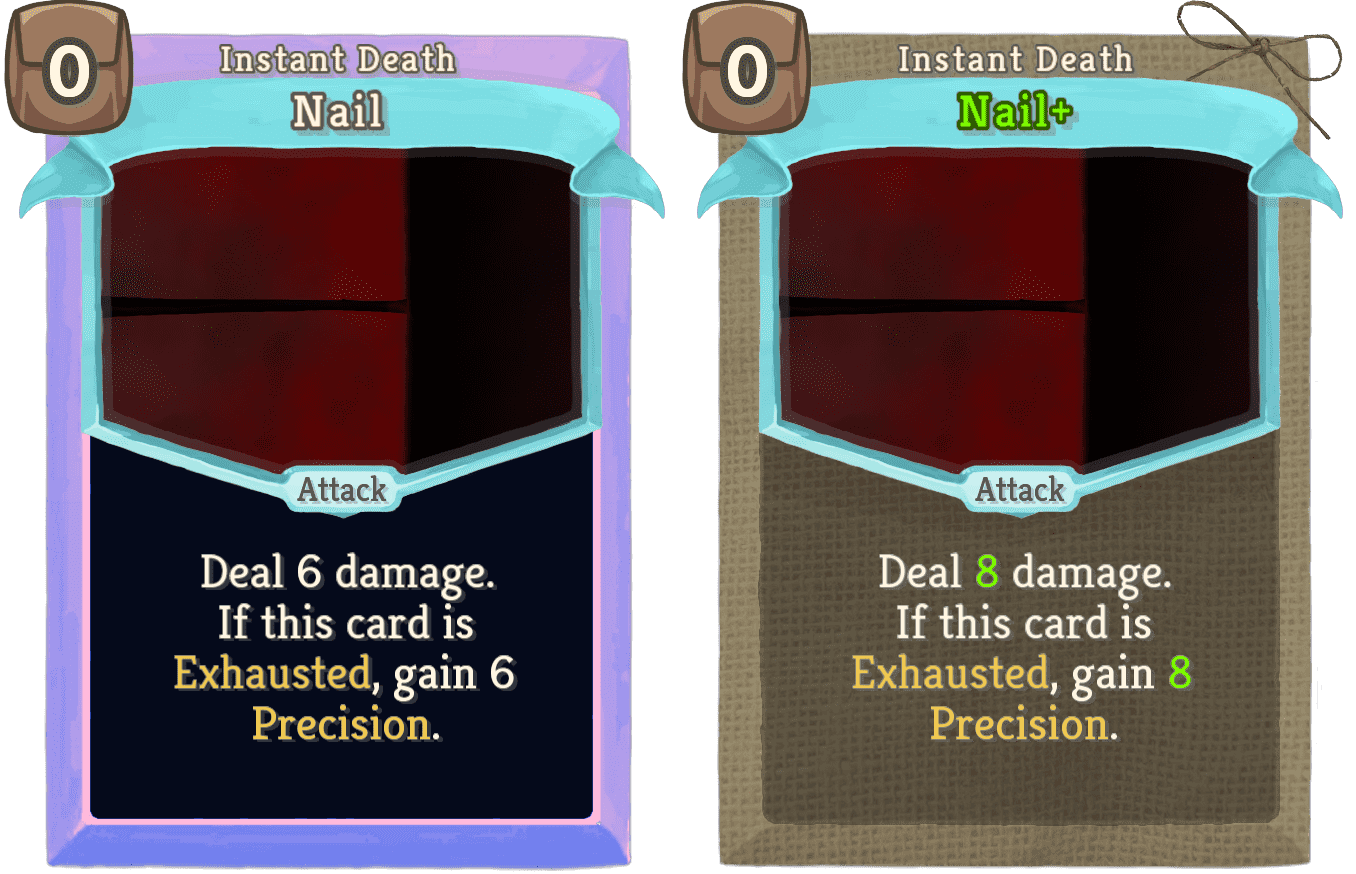 0
Instant Death
Nail
Attack
Deal 6 damage.
If this card is
Exhausted, gain 6
Precision.
0
Instant Death
Nail+
Attack
Deal 8 damage.
If this card is
Exhausted, gain 8
Precision.